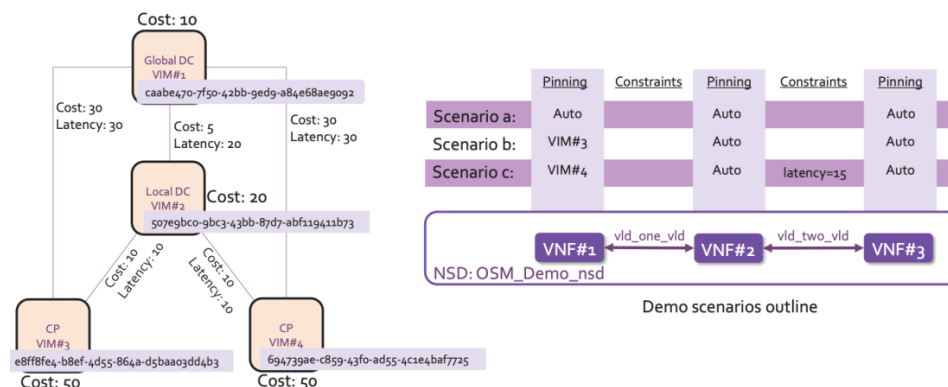 Cost: 10
Global DC
VIM#1
caabe470-7f50-42bb-9ed9-a84e68ae9092
Cost: 30
Latency: 30
Cost: 5
Latency: 20
Cost: 30
Latency: 30
Local DC
VIM#2
Cost: 20
507e9bc0-9bc3-43bb-87d7-abf119411b73
Cost: 10
Latency: 10
Cost: 10
Latency: 10
CP
VIM#3
e8ff8fe4-b8ef-4d55-864a-d5baa03dd4b3
Cost: 50
CP
VIM#4
694739ae-c859-43f0-ad55-4c1e4baf7725
Cost: 50
Pinning Constraints Pinning Constraints Pinning
Scenario a: Auto Auto Auto
Scenario b: VIM#3 Auto Auto
Scenario c: VIM#4 Auto latency=15 Auto
VNF#1 vld_one_vld VNF#2 vld_two_vld VNF#3
NSD: OSM_Demo_nsd
Demo scenarios outline